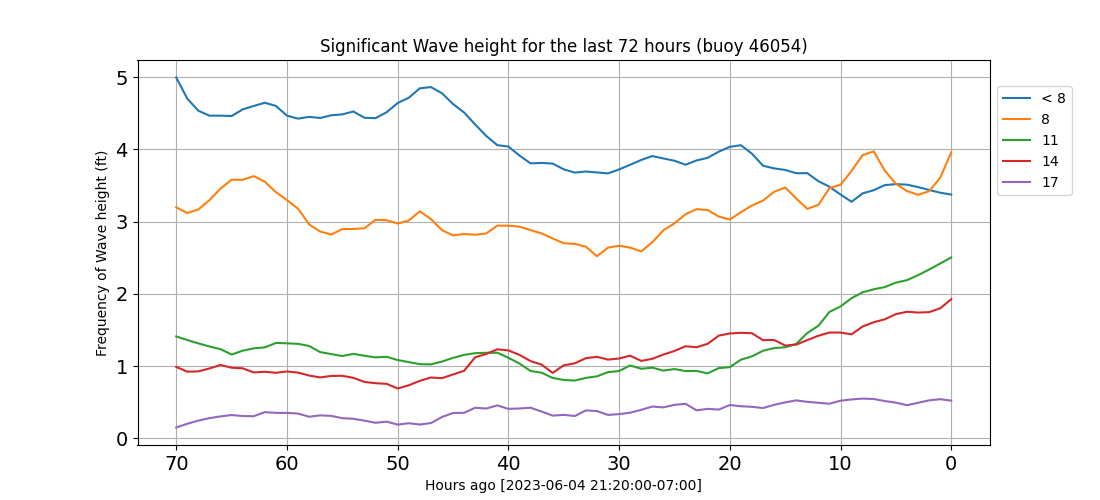 Significant Wave height for the last 72 hours (buoy 46054)
Frequency of Wave height (ft)
5
4
3
2
1
0
70 60 50 40 30 20 10 0
Hours ago [2023-06-04 21:20:00-07:00]
< 8
8
11
14
17